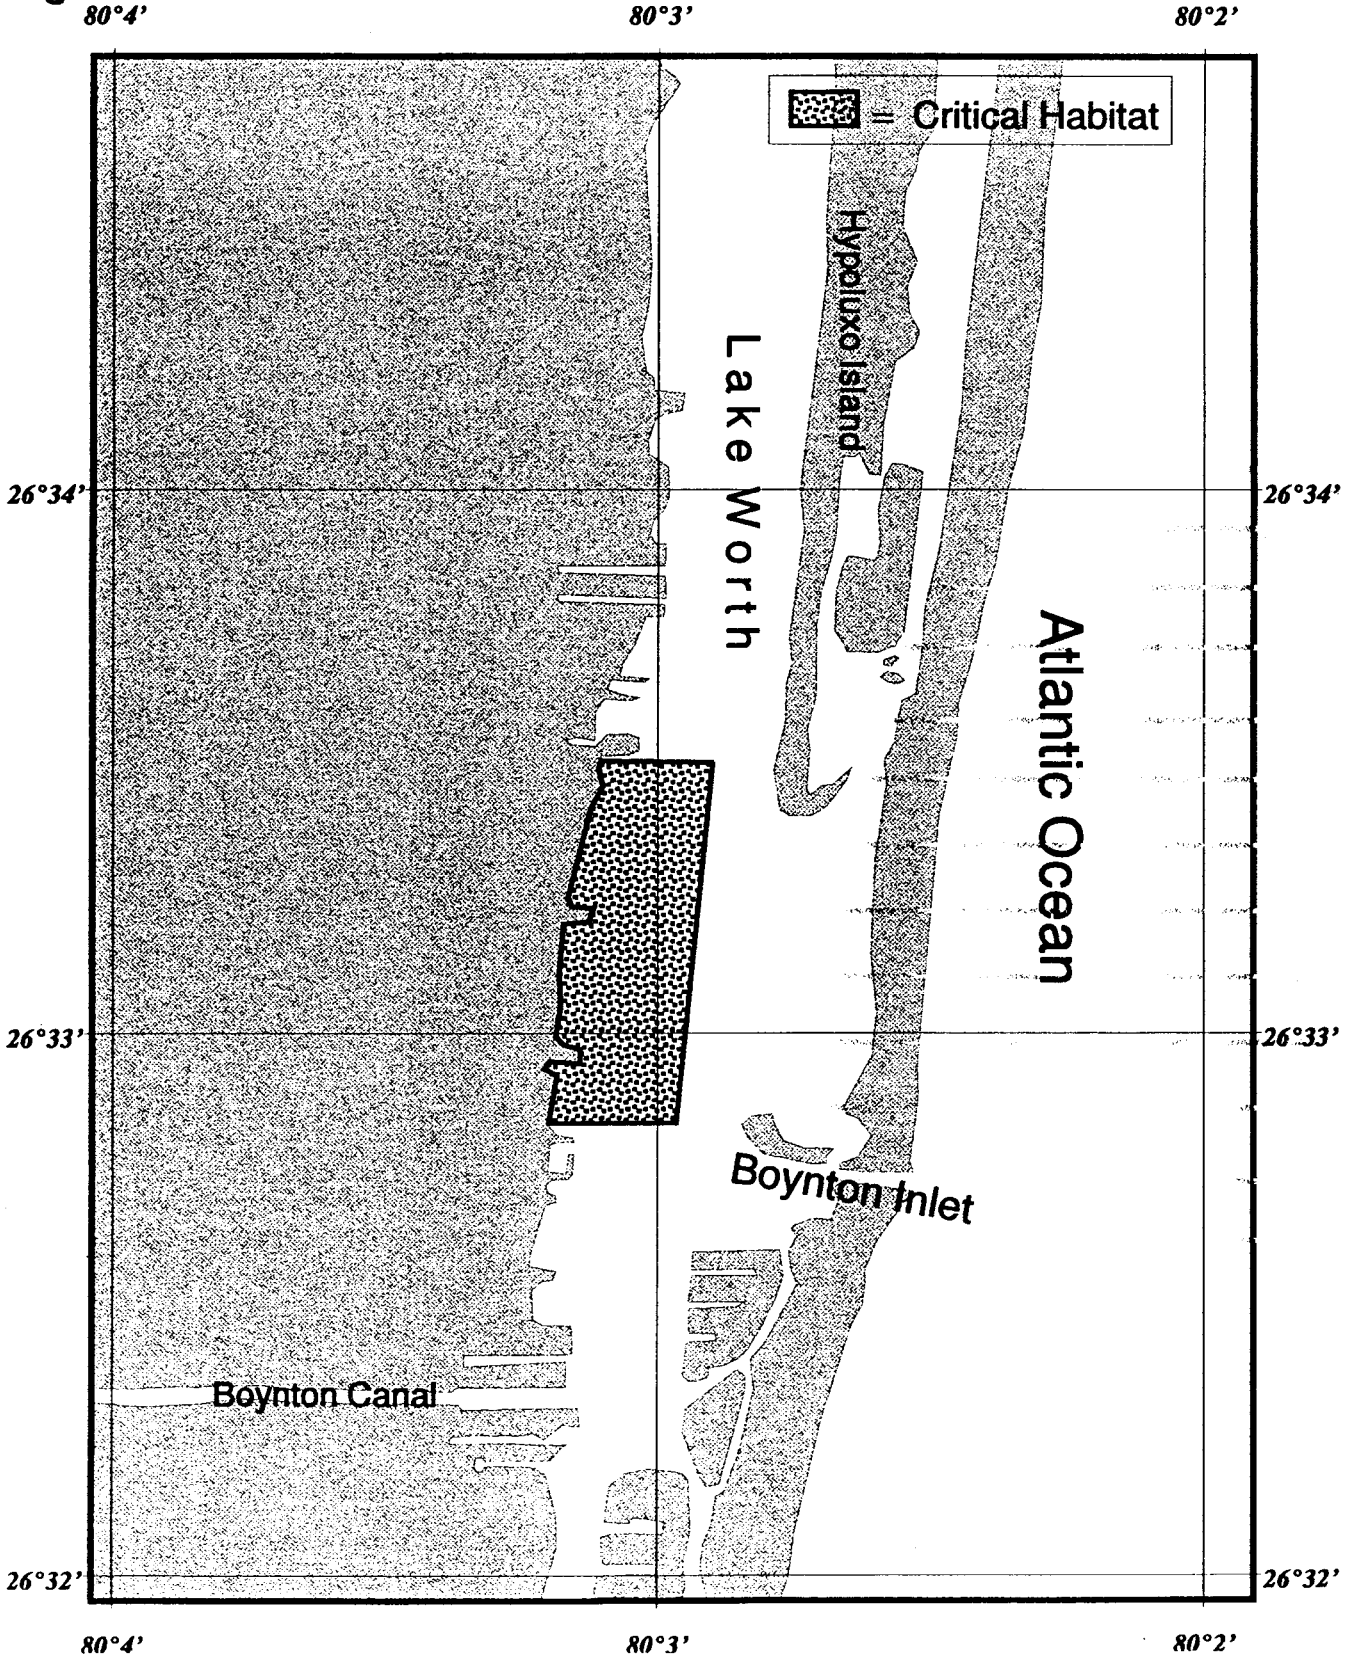 80°4' 80°3' 80°2'
= Critical Habitat
Hypoluxo Island
Lake Worth
26°34' 26°34'
Atlantic Ocean
26°33' 26°33'
Boynton Inlet
Boynton Canal
26°32' 26°32'
80°4' 80°3' 80°2'